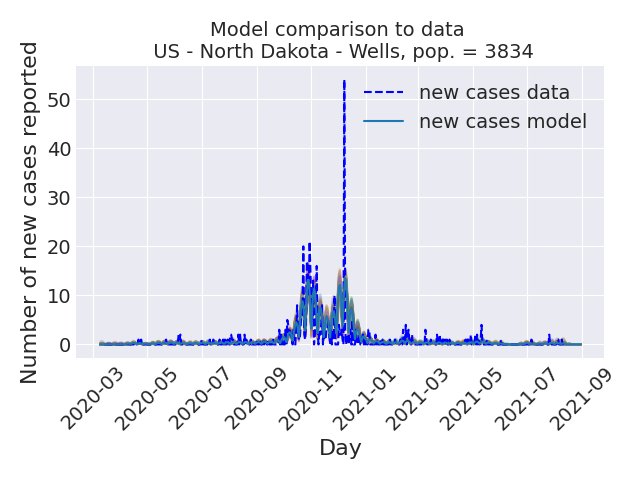 Model comparison to data
US - North Dakota - Wells, pop. = 3834
Number of new cases reported
50
40
30
20
10
0
new cases data
new cases model
2020-03
2020-05
2020-07
2020-09
2020-11
2021-01
2021-03
2021-05
2021-07
2021-09
Day